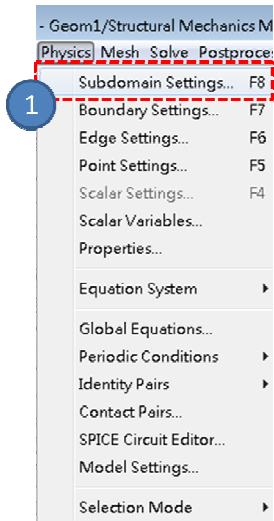 - Geom1/Structural Mechanics M
Physics Mesh Solve Postproce
Subdomain Settings... F8
1
Boundary Settings... F7
Edge Settings... F6
Point Settings... F5
Scalar Settings... F4
Scalar Variables...
Properties...
Equation System
Global Equations...
Periodic Conditions
Identity Pairs
Contact Pairs...
SPICE Circuit Editor...
Model Settings...
Selection Mode